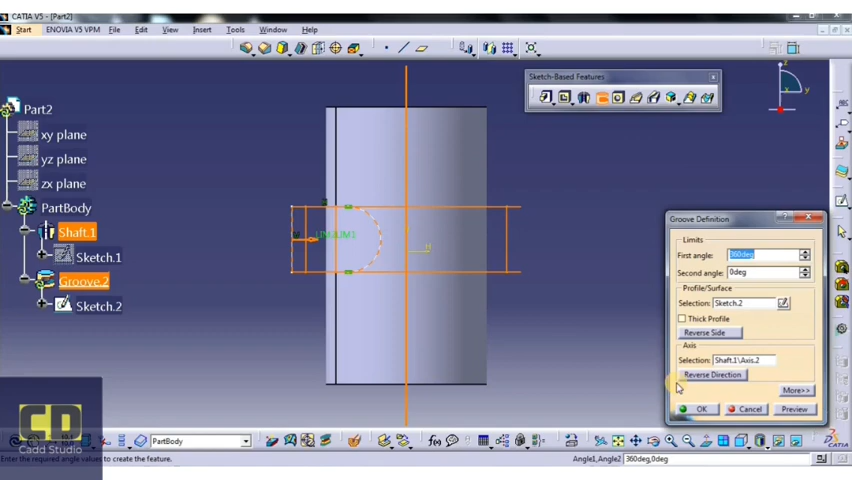 CATIA V5 - [Part2]
Start ENOVIA V5 VPM File Edit View Insert Tools Window Help
Sketch-Based Features
z
x y
Part2
xy plane
yz plane
zx plane
PartBody
Shaft.1
Sketch.1
Groove.2
Sketch.2
H
Groove Definition
Limits
First angle: 360deg
Second angle: 0deg
Profile/Surface
Selection: Sketch.2
Thick Profile
Reverse Side
Axis
Selection: Shaft.1\Axis.2
Reverse Direction
More>>
OK Cancel Preview
CD
Cadd Studio
PartBody
f(x)
CATIA
Enter the required angle values to create the feature.
Angle1,Angle2 360deg,0deg